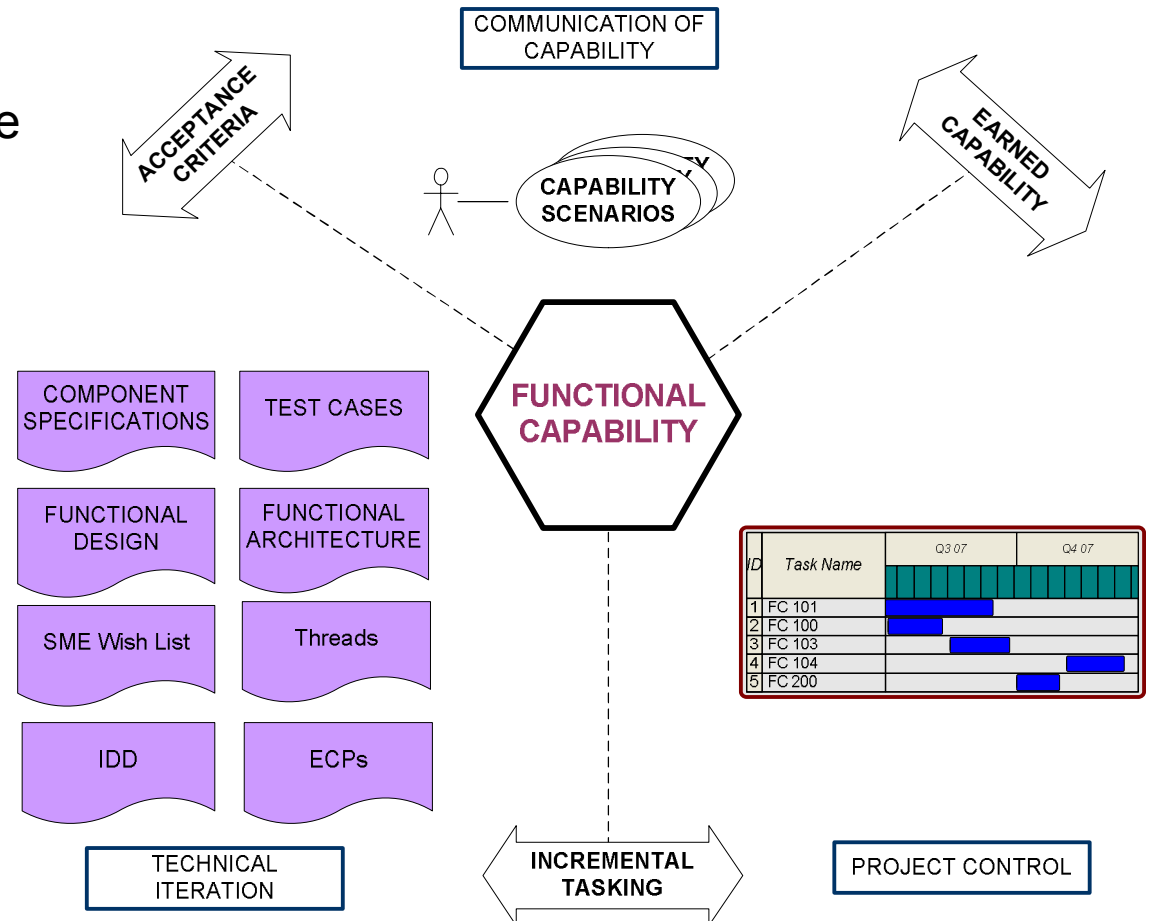 COMMUNICATION OF
CAPABILITY
e
ACCEPTANCE
CRITERIA
EARNED
CAPABILITY
TY
Y
CAPABILITY
SCENARIOS
FUNCTIONAL
CAPABILITY
COMPONENT
SPECIFICATIONS
TEST CASES
FUNCTIONAL
DESIGN
FUNCTIONAL
ARCHITECTURE
SME Wish List
Threads
IDD
ECPs
ID Task Name Q3 07 Q4 07
1 FC 101
2 FC 100
3 FC 103
4 FC 104
5 FC 200
TECHNICAL
ITERATION
INCREMENTAL
TASKING
PROJECT CONTROL